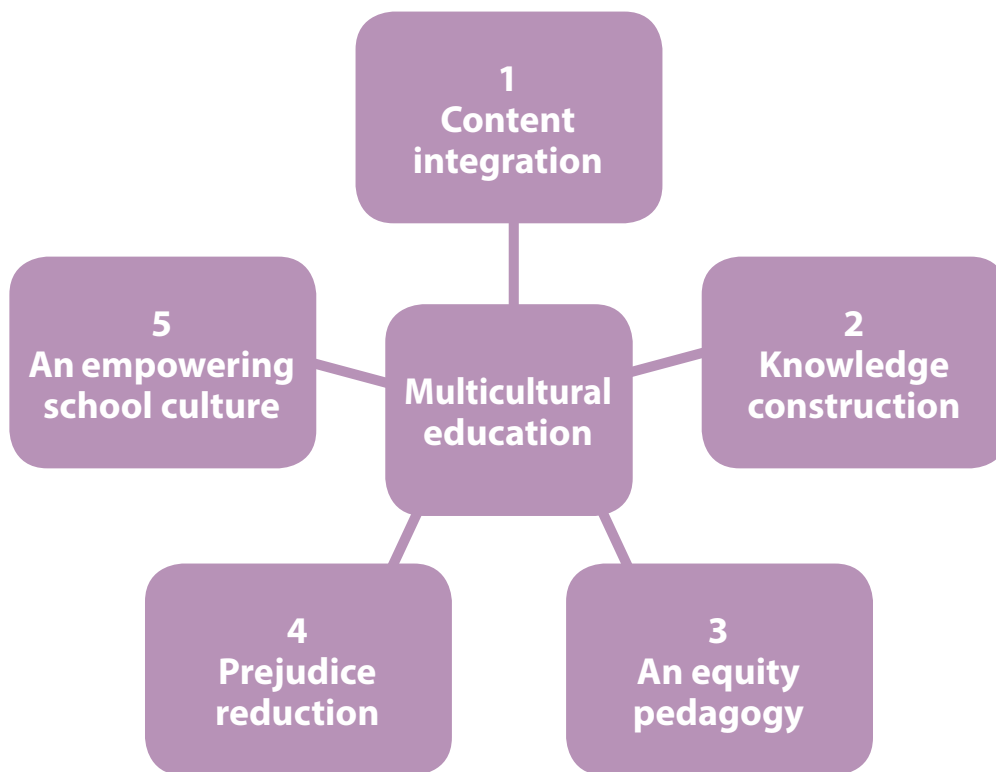 1
Content
integration
5
An empowering
school culture
2
Knowledge
construction
Multicultural
education
4
Prejudice
reduction
3
An equity
pedagogy